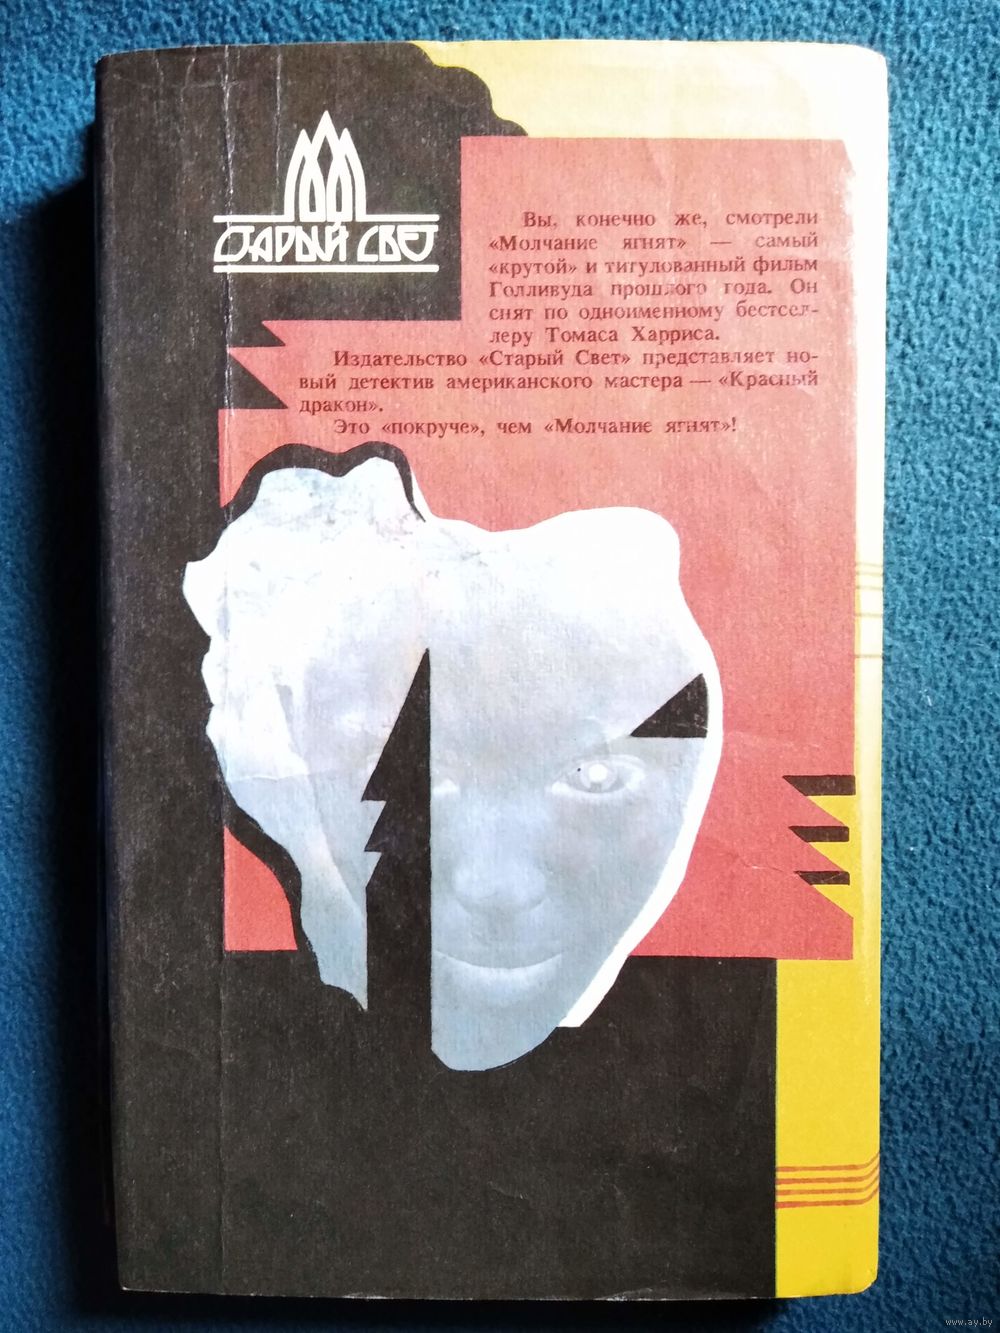 СТАРЫЙ СВЕТ
Вы, конечно же, смотрели
«Молчание ягнят» — самый
«крутой» и титулованный фильм
Голливуда прошлого года. Он
снят по одноименному бестсел-
леру Томаса Харриса.
Издательство «Старый Свет» представляет но-
вый детектив американского мастера — «Красный
дракон».
Это «покруче», чем «Молчание ягнят»!
www.ay.by